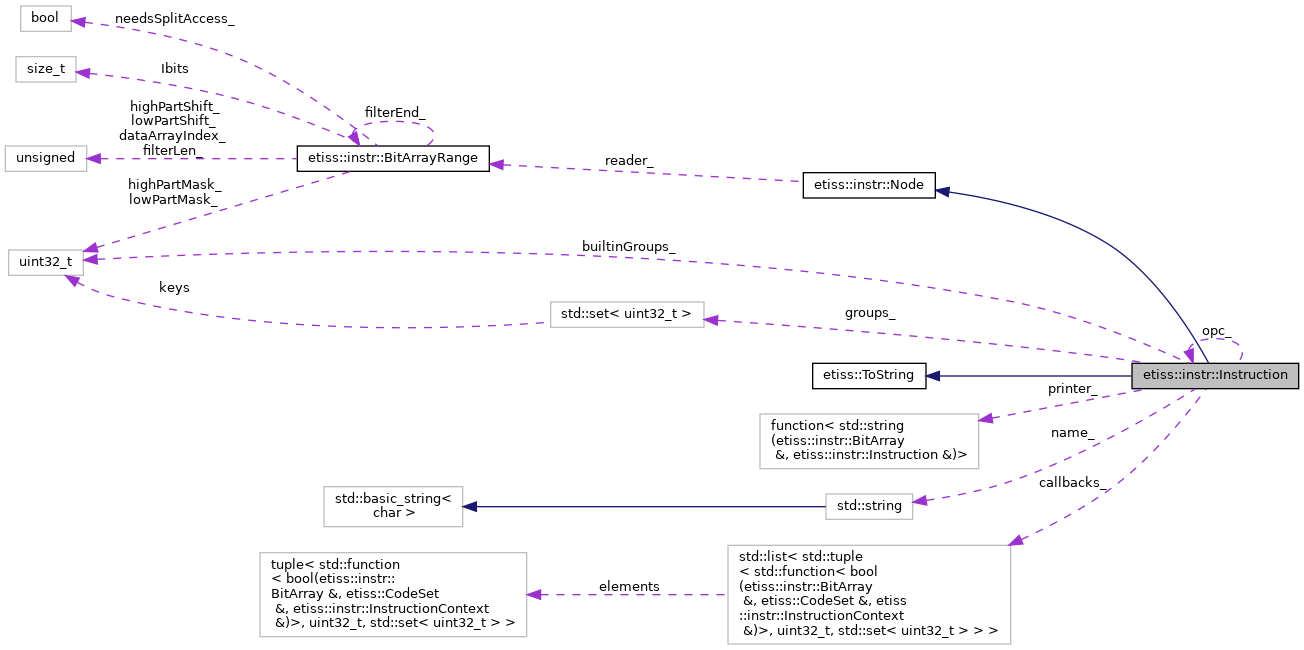 bool
needsSplitAccess_
size_t
Ibits
highPartShift_
lowPartShift_
dataArrayIndex_
filterLen_
filterEnd_
unsigned
etiss::instr::BitArrayRange
reader_
etiss::instr::Node
highPartMask_
lowPartMask_
uint32_t
builtinGroups_
keys
std::set< uint32_t >
groups_
opc_
etiss::ToString
etiss::instr::Instruction
printer_
function< std::string
(etiss::instr::BitArray
&, etiss::instr::Instruction &)>
name_
callbacks_
std::basic_string<
char >
std::string
tuple< std::function
< bool(etiss::instr::
BitArray &, etiss::CodeSet
&, etiss::instr::InstructionContext
&)>, uint32_t, std::set< uint32_t > >
elements
std::list< std::tuple
< std::function< bool
(etiss::instr::BitArray
&, etiss::CodeSet &, etiss
::instr::InstructionContext
&)>, uint32_t, std::set< uint32_t > > >